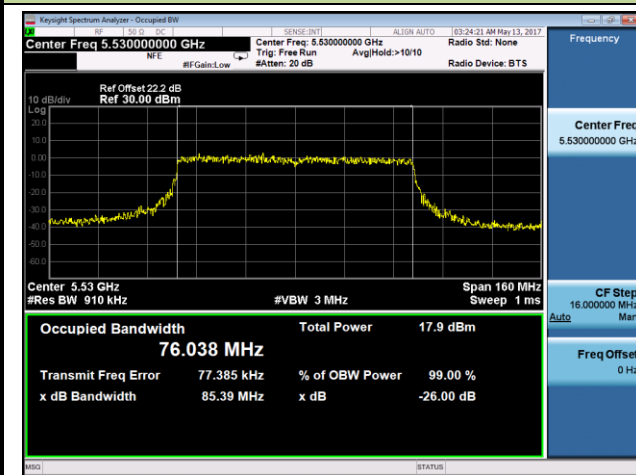 Keysight Spectrum Analyzer - Occupied BW
RF 50 Ω DC SENSE:INT ALIGN AUTO 03:24:21 AM May 13, 2017
Center Freq 5.530000000 GHz
NFE
#IFGain:Low
Center Freq: 5.530000000 GHz
Trig: Free Run Avg|Hold:>10/10
#Atten: 20 dB
Radio Std: None
Radio Device: BTS
Frequency
Ref Offset 22.2 dB
10 dB/div Ref 30.00 dBm
Log
20.0
10.0
0.00
-10.0
-20.0
-30.0
-40.0
-50.0
-60.0
Center 5.53 GHz Span 160 MHz
#Res BW 910 kHz #VBW 3 MHz Sweep 1 ms
Center Freq
5.530000000 GHz
CF Step
16.000000 MHz
Auto Man
Freq Offset
0 Hz
Occupied Bandwidth Total Power 17.9 dBm
76.038 MHz
Transmit Freq Error 77.385 kHz % of OBW Power 99.00 %
x dB Bandwidth 85.39 MHz x dB -26.00 dB
MSG STATUS